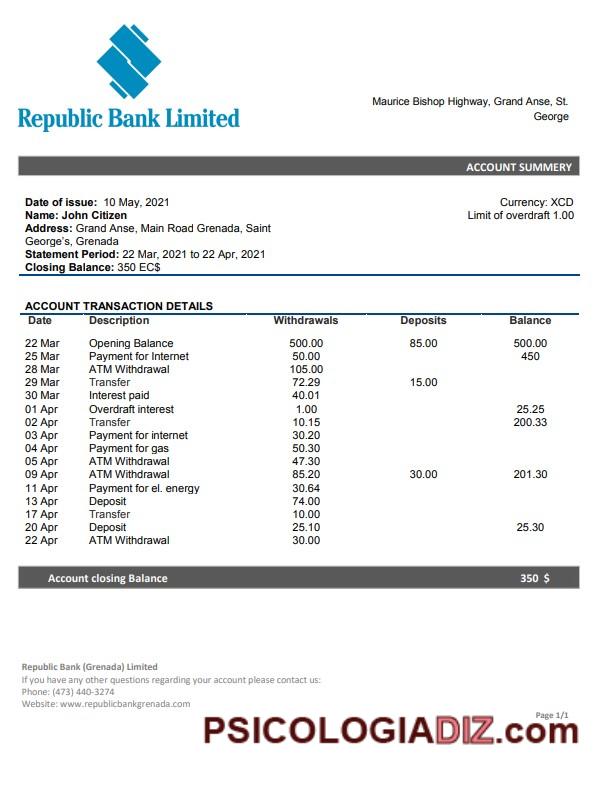 Republic Bank Limited
Maurice Bishop Highway, Grand Anse, St.
George
ACCOUNT SUMMERY
Date of issue: 10 May, 2021
Currency: XCD
Name: John Citizen
Limit of overdraft 1.00
Address: Grand Anse, Main Road Grenada, Saint
George's, Grenada
Statement Period: 22 Mar, 2021 to 22 Apr, 2021
Closing Balance: 350 EC$
ACCOUNT TRANSACTION DETAILS
Date Description Withdrawals Deposits Balance
22 Mar Opening Balance 500.00 85.00 500.00
25 Mar Payment for Internet 50.00 450
28 Mar ATM Withdrawal 105.00
29 Mar Transfer 72.29 15.00
30 Mar Interest paid 40.01
01 Apr Overdraft interest 1.00 25.25
02 Apr Transfer 10.15 200.33
03 Apr Payment for internet 30.20
04 Apr Payment for gas 50.30
05 Apr ATM Withdrawal 47.30
09 Apr ATM Withdrawal 85.20 30.00 201.30
11 Apr Payment for el. energy 30.64
13 Apr Deposit 74.00
17 Apr Transfer 10.00
20 Apr Deposit 25.10 25.30
22 Apr ATM Withdrawal 30.00
Account closing Balance 350 $
Republic Bank (Grenada) Limited
If you have any other questions regarding your account please contact us:
Phone: (473) 440-3274
Website: www.republicbankgrenada.com
Page 1/1
PSICOLOGIADIZ.com